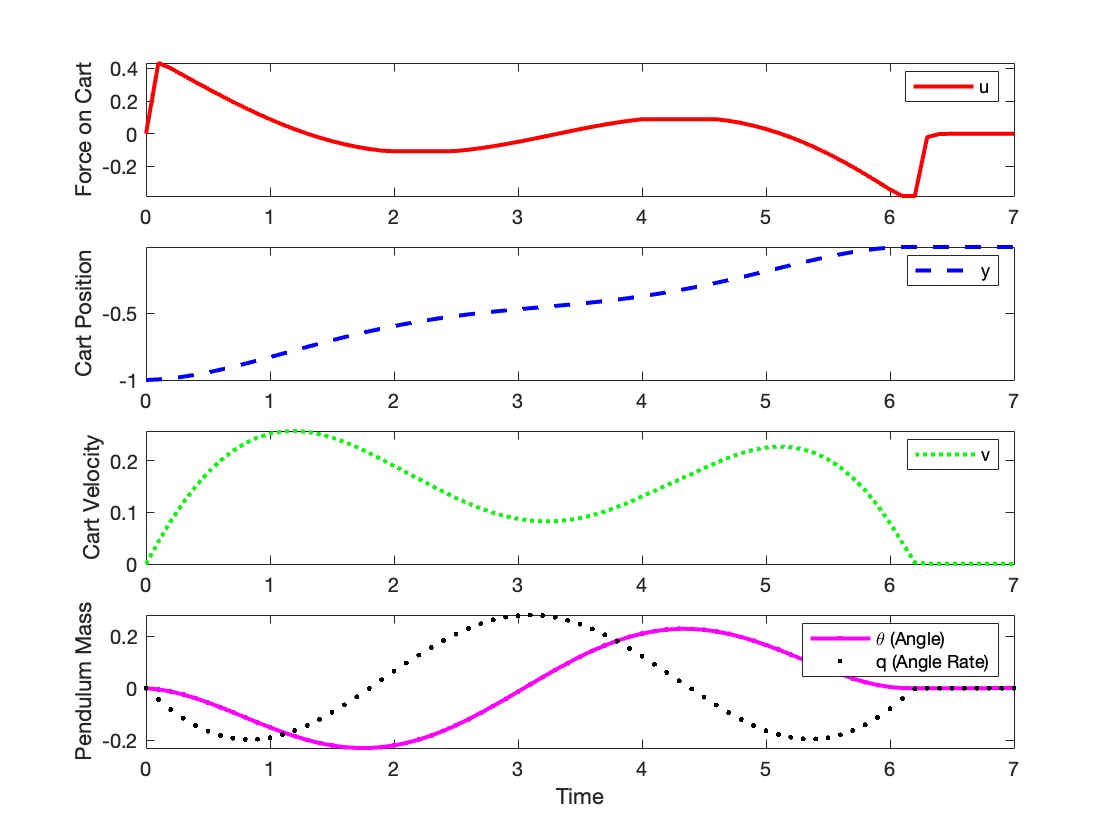 Force on Cart
0.4
0.2
0
-0.2
u
0 1 2 3 4 5 6 7
Cart Position
-0.5
-1
y
0 1 2 3 4 5 6 7
Cart Velocity
0.2
0.1
0
v
0 1 2 3 4 5 6 7
Pendulum Mass
0.2
0
-0.2
θ (Angle)
q (Angle Rate)
0 1 2 3 4 5 6 7
Time